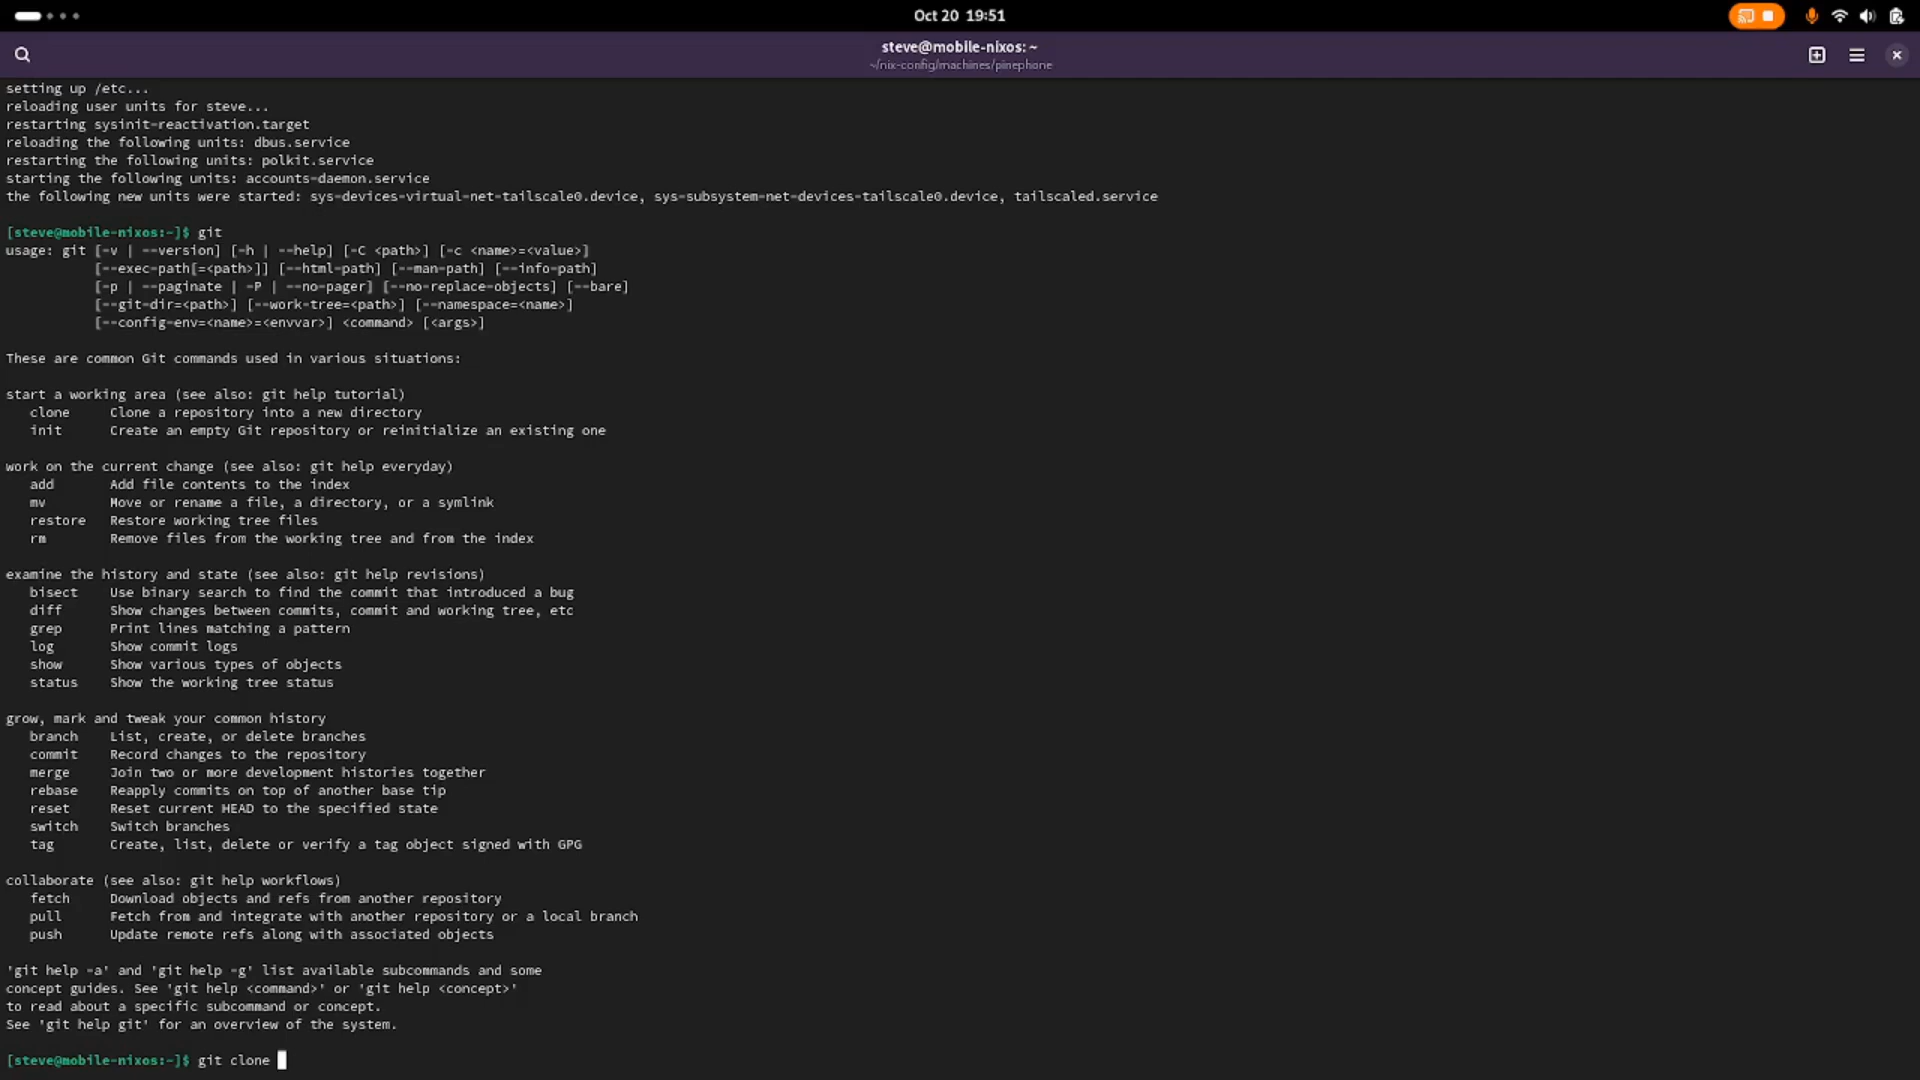 Oct 20 19:51
steve@mobile-nixos: ~
~/nix-config/machines/pinephone
setting up /etc...
reloading user units for steve...
restarting sysinit-reactivation.target
reloading the following units: dbus.service
restarting the following units: polkit.service
starting the following units: accounts-daemon.service
the following new units were started: sys-devices-virtual-net-tailscale0.device, sys-subsystem-net-devices-tailscale0.device, tailscaled.service
[steve@mobile-nixos:~]$ git
usage: git [-v | --version] [-h | --help] [-C <path>] [-c <name>=<value>]
[--exec-path[=<path>]] [--html-path] [--man-path] [--info-path]
[-p | --paginate | -P | --no-pager] [--no-replace-objects] [--bare]
[--git-dir=<path>] [--work-tree=<path>] [--namespace=<name>]
[--config-env=<name>=<envvar>] <command> [<args>]
These are common Git commands used in various situations:
start a working area (see also: git help tutorial)
clone Clone a repository into a new directory
init Create an empty Git repository or reinitialize an existing one
work on the current change (see also: git help everyday)
add Add file contents to the index
mv Move or rename a file, a directory, or a symlink
restore Restore working tree files
rm Remove files from the working tree and from the index
examine the history and state (see also: git help revisions)
bisect Use binary search to find the commit that introduced a bug
diff Show changes between commits, commit and working tree, etc
grep Print lines matching a pattern
log Show commit logs
show Show various types of objects
status Show the working tree status
grow, mark and tweak your common history
branch List, create, or delete branches
commit Record changes to the repository
merge Join two or more development histories together
rebase Reapply commits on top of another base tip
reset Reset current HEAD to the specified state
switch Switch branches
tag Create, list, delete or verify a tag object signed with GPG
collaborate (see also: git help workflows)
fetch Download objects and refs from another repository
pull Fetch from and integrate with another repository or a local branch
push Update remote refs along with associated objects
'git help -a' and 'git help -g' list available subcommands and some
concept guides. See 'git help <command>' or 'git help <concept>'
to read about a specific subcommand or concept.
See 'git help git' for an overview of the system.
[steve@mobile-nixos:~]$ git clone